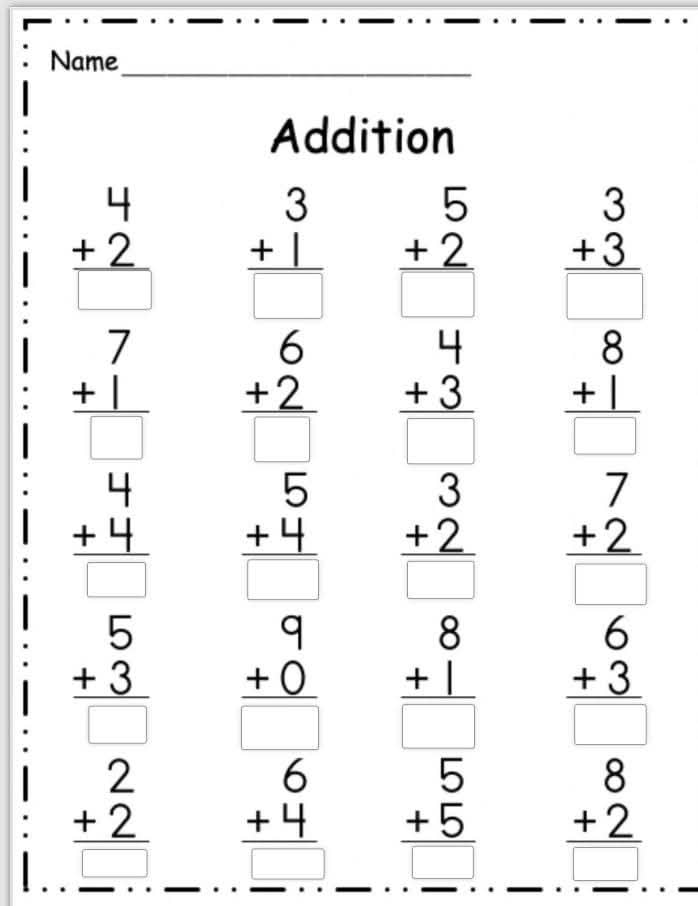 Name
Addition
4 3 5 3
+ 2 + 1 + 2 + 3
7 6 4 8
+ 1 + 2 + 3 + 1
4 5 3 7
+ 4 + 4 + 2 + 2
5 9 8 6
+ 3 + 0 + 1 + 3
2 6 5 8
+ 2 + 4 + 5 + 2